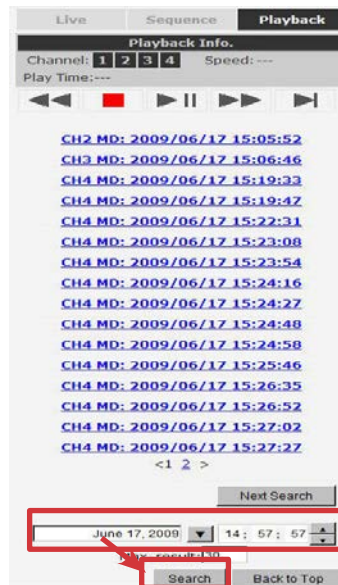 Live Sequence Playback
Playback Info.
Channel: 1 2 3 4 Speed: ---
Play Time:---
CH2 MD: 2009/06/17 15:05:52
CH3 MD: 2009/06/17 15:06:46
CH4 MD: 2009/06/17 15:19:33
CH4 MD: 2009/06/17 15:19:47
CH4 MD: 2009/06/17 15:22:31
CH4 MD: 2009/06/17 15:23:08
CH4 MD: 2009/06/17 15:23:54
CH4 MD: 2009/06/17 15:24:16
CH4 MD: 2009/06/17 15:24:27
CH4 MD: 2009/06/17 15:24:48
CH4 MD: 2009/06/17 15:24:58
CH4 MD: 2009/06/17 15:25:46
CH4 MD: 2009/06/17 15:26:35
CH4 MD: 2009/06/17 15:26:52
CH4 MD: 2009/06/17 15:27:02
CH4 MD: 2009/06/17 15:27:27
<1 2 >
Next Search
June 17, 2009 14: 57: 57
Max. result: 30
Search Back to Top